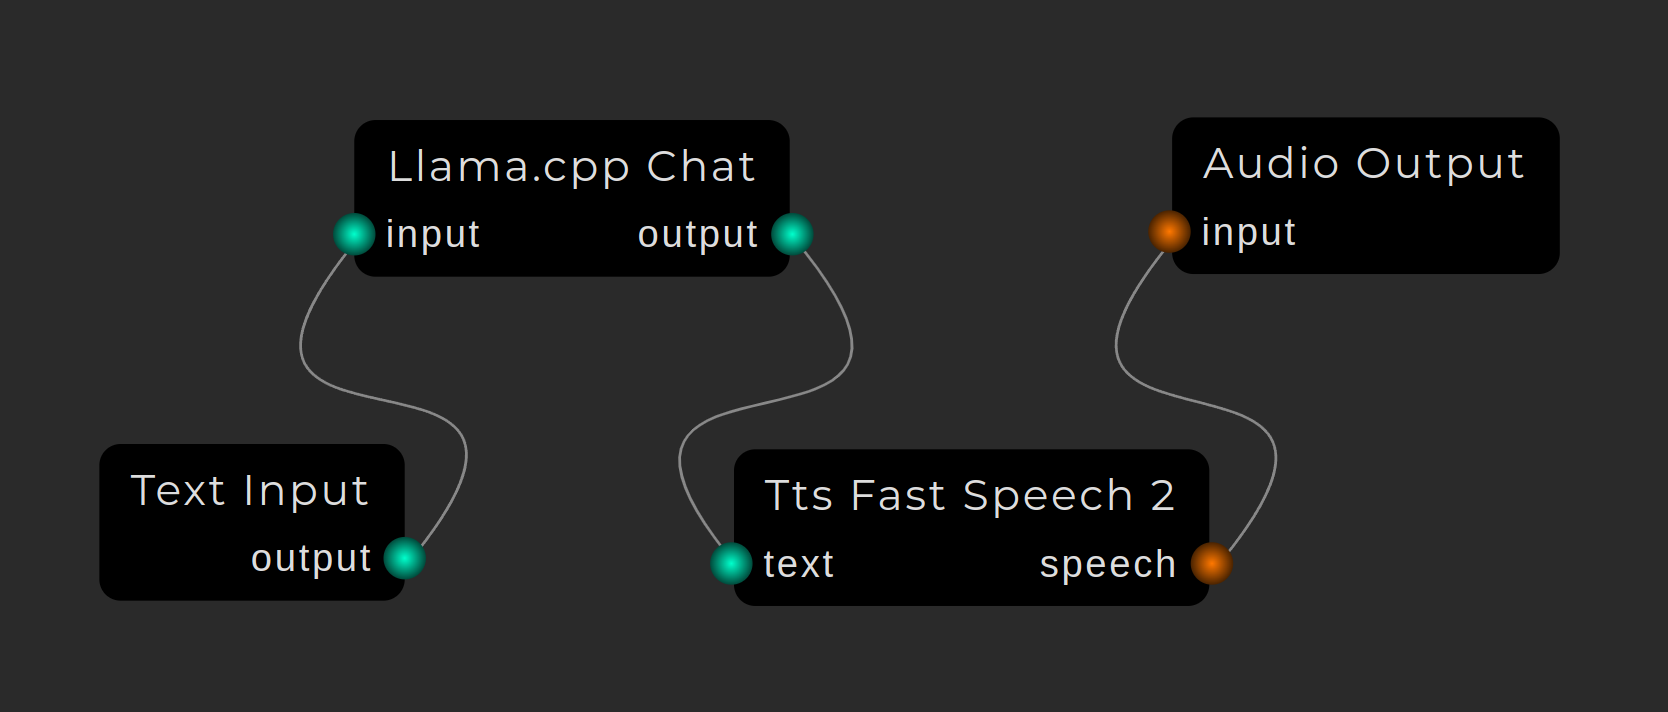 Llama.cpp Chat
input output
Audio Output
input
Text Input
output
Tts Fast Speech 2
text speech